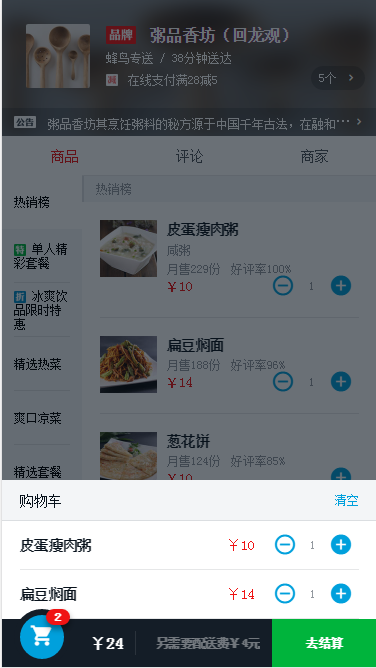 品牌 粥品香坊（回龙观）
蜂鸟专送 / 38分钟送达
减 在线支付满28减5
5个 >
公告 粥品香坊其烹饪粥料的秘方源于中国千年古法，在融和··· >
商品 评论 商家
热销榜
热销榜
皮蛋瘦肉粥
咸粥
月售229份 好评率100%
￥10 1
特 单人精
彩套餐
折 冰爽饮
品限时特
惠
扁豆焖面
月售188份 好评率96%
￥14 1
精选热菜
爽口凉菜
葱花饼
月售124份 好评率85%
￥10
精选套餐
购物车 清空
皮蛋瘦肉粥 ￥10 1
扁豆焖面 ￥14 1
2
￥24 另需要配送费￥4元 去结算